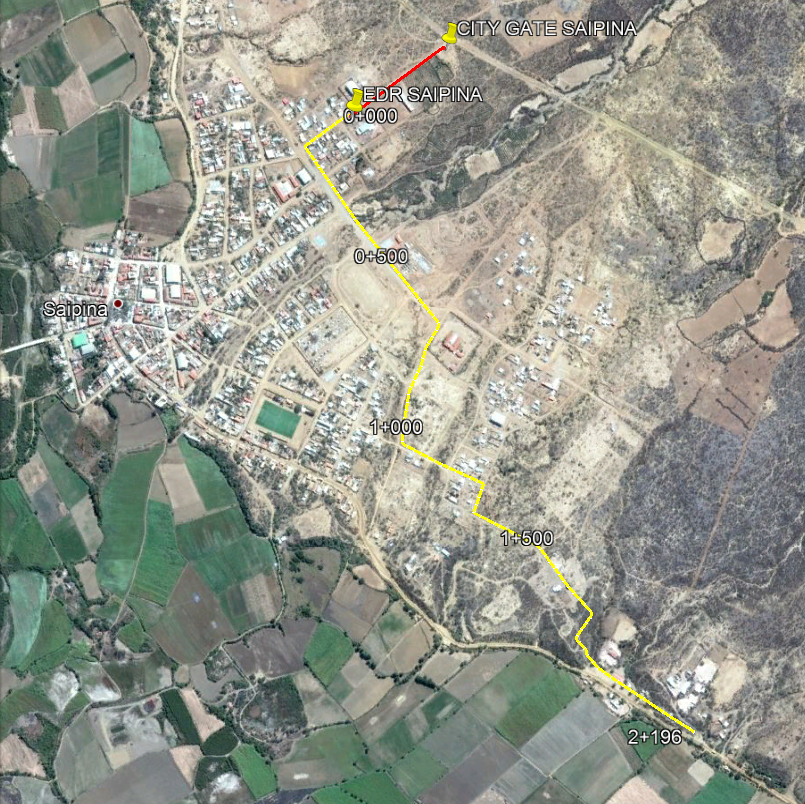 CITY GATE SAIPINA
EDR SAIPINA
0+000
0+500
Saipina
1+000
1+500
2+196